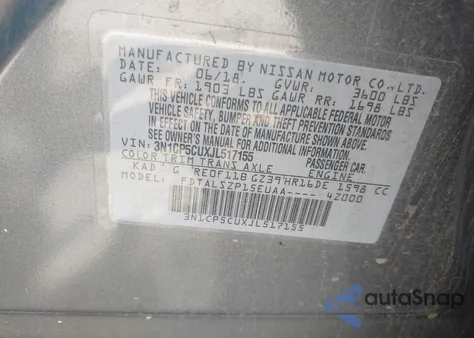 MANUFACTURED BY NISSAN MOTOR CO., LTD.
DATE: 06/18. GVWR: 3600 LBS
GAWR FR: 1903 LBS GAWR RR: 1698 LBS
THIS VEHICLE CONFORMS TO ALL APPLICABLE FEDERAL MOTOR
VEHICLE SAFETY, BUMPER, AND THEFT PREVENTION STANDARDS
IN EFFECT ON THE DATE OF MANUFACTURE SHOWN ABOVE.
SEE OWNER'S MANUAL. PASSENGER CAR
VIN: 3N1CP5CUXJL517155
COLOR TRIM TRANS AXLE ENGINE
KAD G RE0F11B GZ39 HR16DE 1598 CC
MODEL: FDTALSZP15EUAA---- 4Z000
3N1CP5CUXJL517155
autoSnap